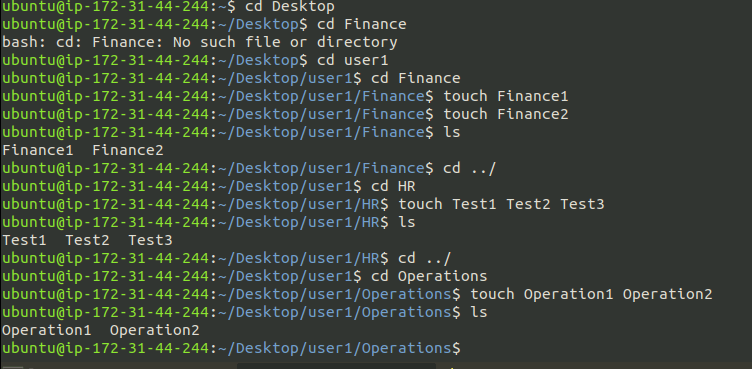 ubuntu@ip-172-31-44-244:~$ cd Desktop
ubuntu@ip-172-31-44-244:~/Desktop$ cd Finance
bash: cd: Finance: No such file or directory
ubuntu@ip-172-31-44-244:~/Desktop$ cd user1
ubuntu@ip-172-31-44-244:~/Desktop/user1$ cd Finance
ubuntu@ip-172-31-44-244:~/Desktop/user1/Finance$ touch Finance1
ubuntu@ip-172-31-44-244:~/Desktop/user1/Finance$ touch Finance2
ubuntu@ip-172-31-44-244:~/Desktop/user1/Finance$ ls
Finance1  Finance2
ubuntu@ip-172-31-44-244:~/Desktop/user1/Finance$ cd ../
ubuntu@ip-172-31-44-244:~/Desktop/user1$ cd HR
ubuntu@ip-172-31-44-244:~/Desktop/user1/HR$ touch Test1 Test2 Test3
ubuntu@ip-172-31-44-244:~/Desktop/user1/HR$ ls
Test1  Test2  Test3
ubuntu@ip-172-31-44-244:~/Desktop/user1/HR$ cd ../
ubuntu@ip-172-31-44-244:~/Desktop/user1$ cd Operations
ubuntu@ip-172-31-44-244:~/Desktop/user1/Operations$ touch Operation1 Operation2
ubuntu@ip-172-31-44-244:~/Desktop/user1/Operations$ ls
Operation1  Operation2
ubuntu@ip-172-31-44-244:~/Desktop/user1/Operations$